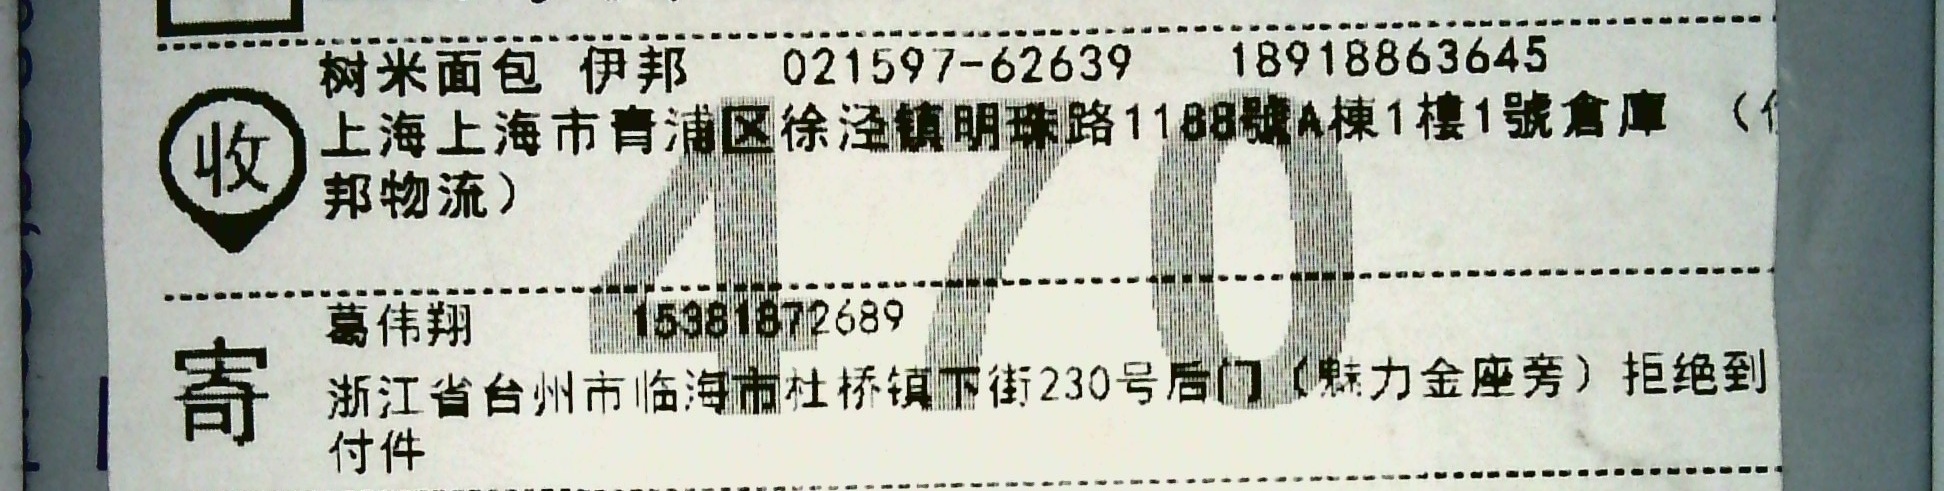 树米面包 伊邦 021597-62639 18918863645
收
上海上海市青浦区徐泾镇明珠路1188號A棟1樓1號倉庫 （
邦物流）
470
葛伟翔 15381872689
寄
浙江省台州市临海市杜桥镇下街230号后门（魅力金座旁）拒绝到
付件